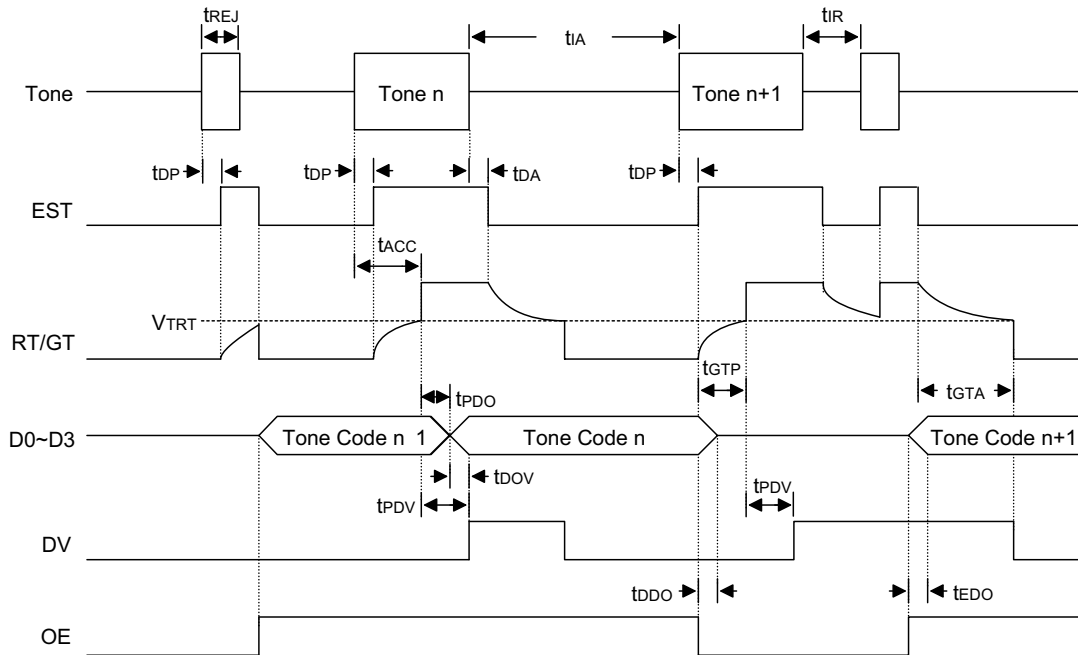 tREJ
tIA
tIR
Tone
Tone n
Tone n+1
tDP
tDP
tDA
tDP
EST
tACC
VTRT
RT/GT
tGTP
tGTA
tPDO
D0~D3
Tone Code n 1
Tone Code n
Tone Code n+1
tDOV
tPDV
tPDV
DV
tDDO
tEDO
OE